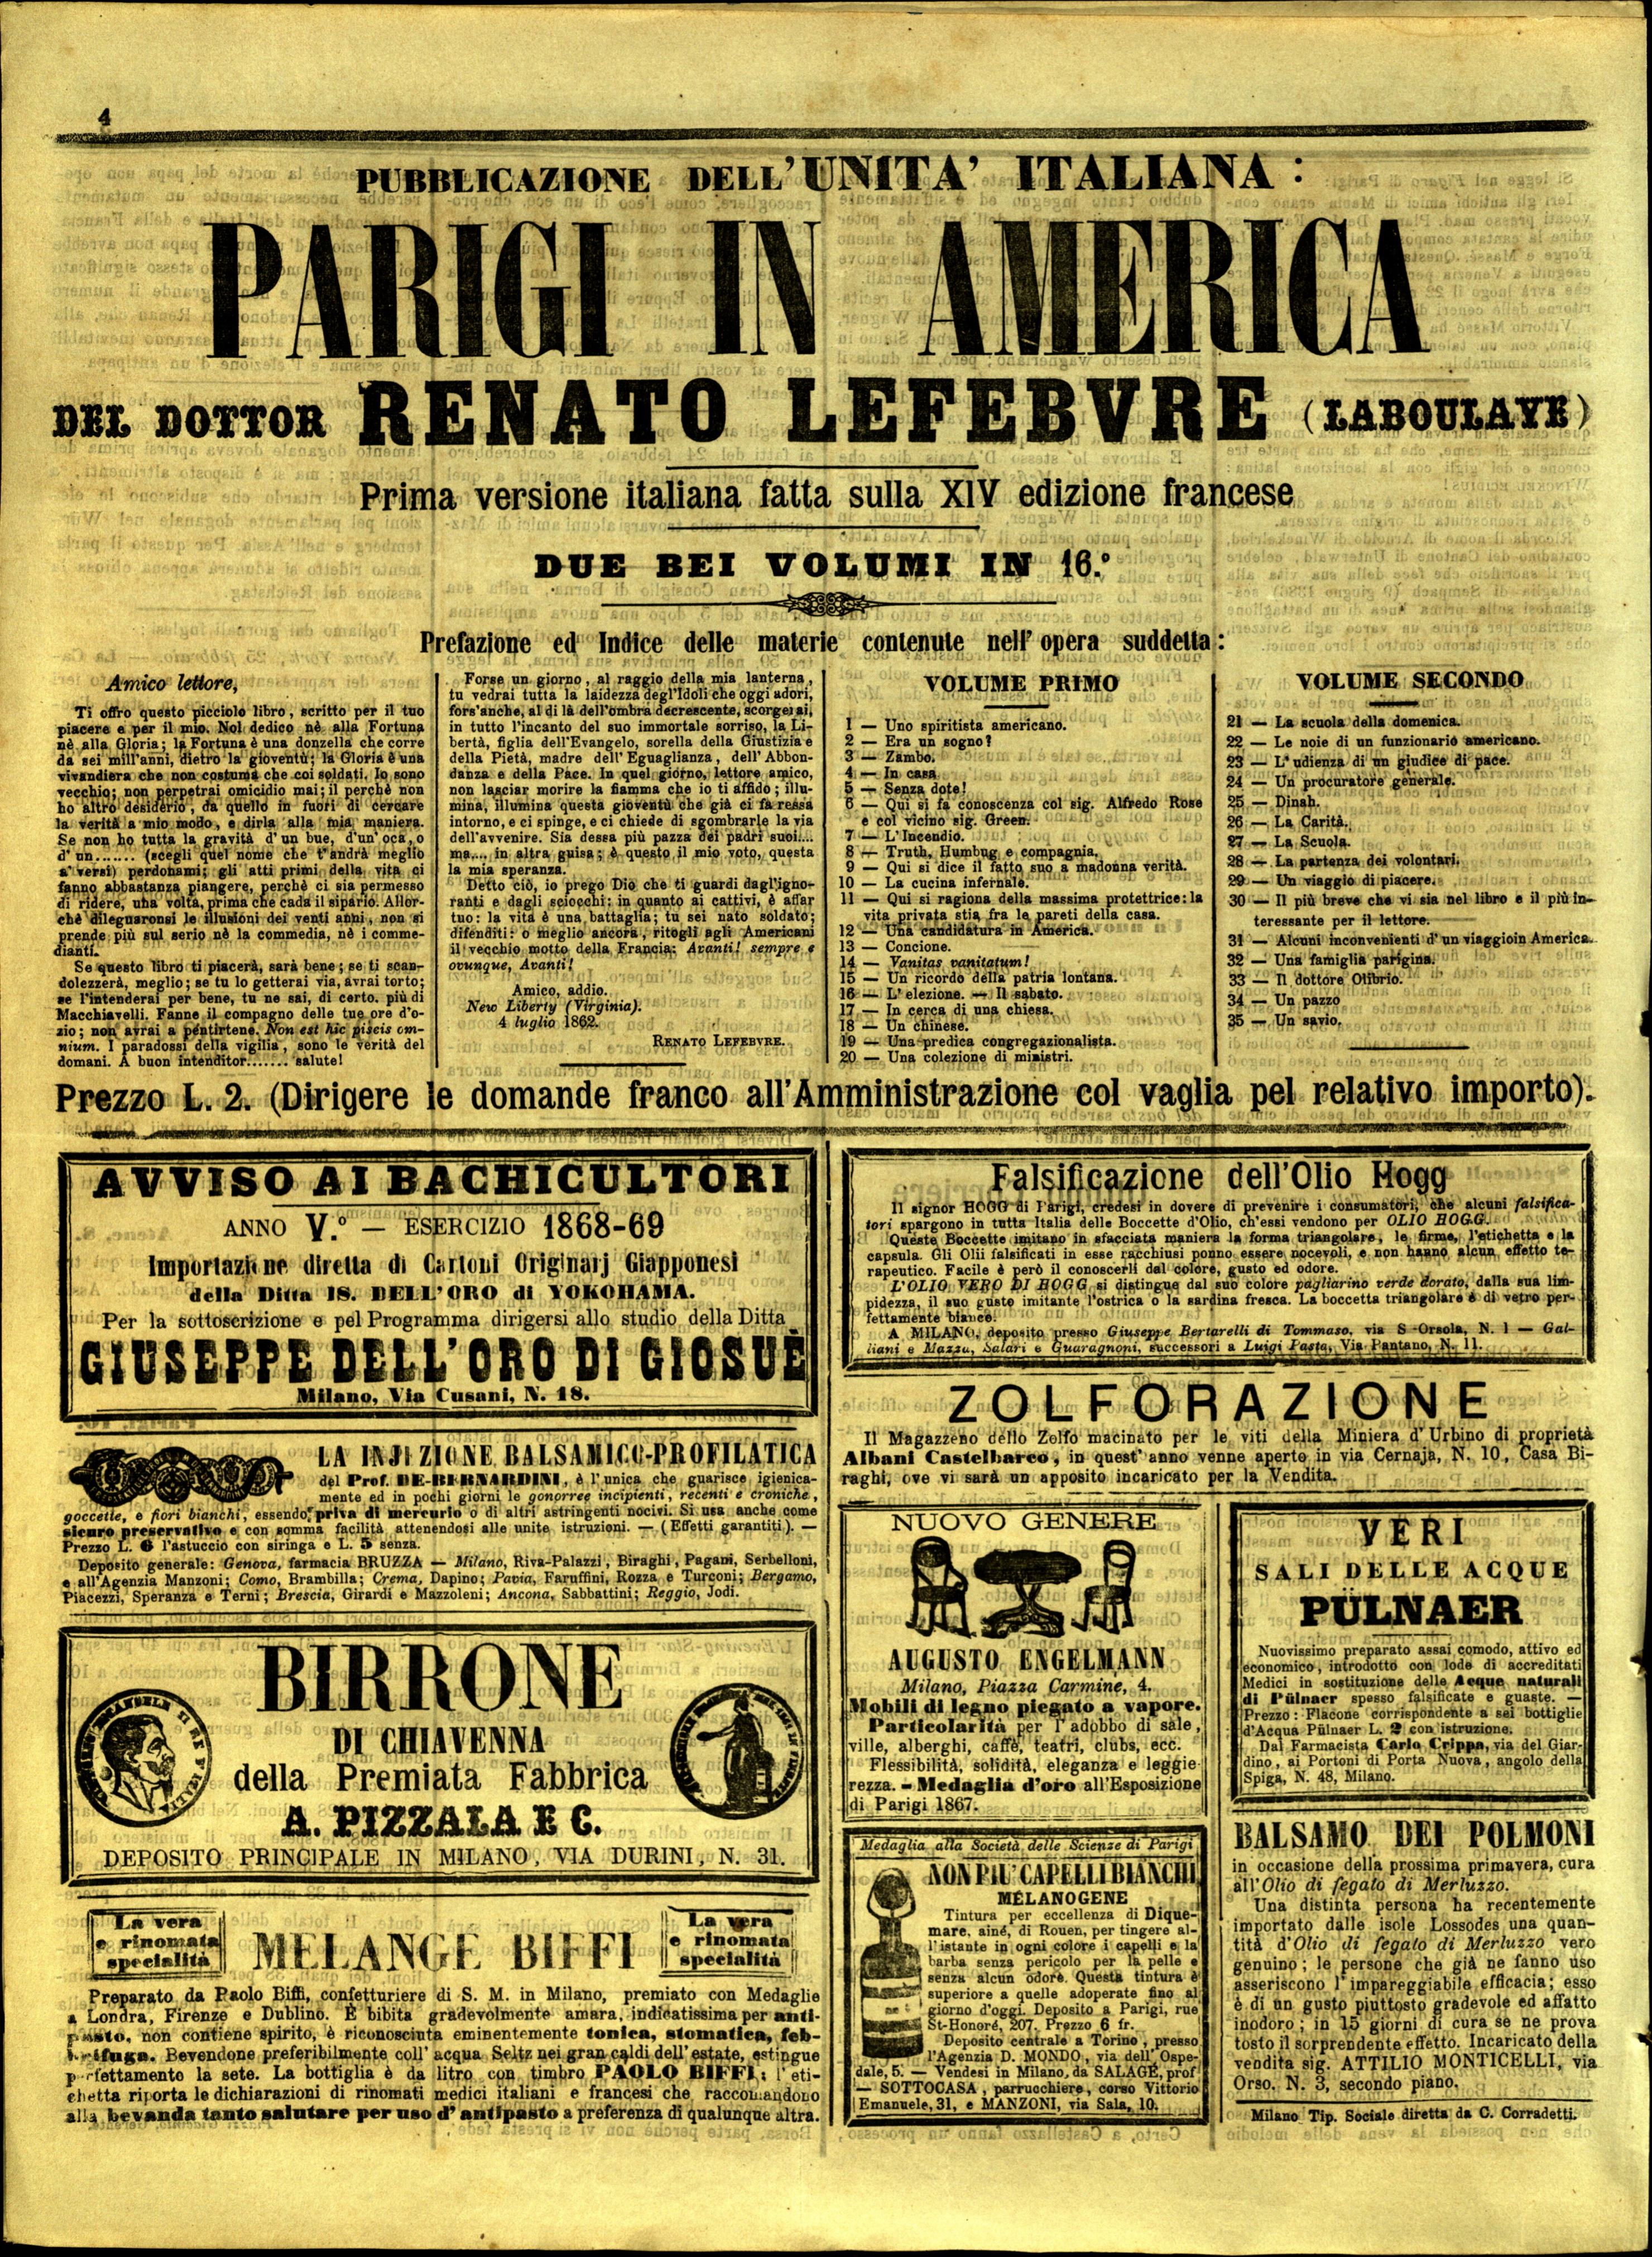 4
PUBBLICAZIONE DELL'UNITA' ITALIANA:
PARIGI IN AMERICA
DEL DOTTOR RENATO LEFEBVRE (LABOULAYE)
Prima versione italiana fatta sulla XIV edizione francese
DUE BEI VOLUMI IN 16.°
Prefazione ed Indice delle materie contenute nell'opera suddetta:
Amico lettore,
Ti offro questo picciolo libro, scritto per il tuo
piacere e per il mio. Nol dedico nè alla Fortuna
nè alla Gloria; la Fortuna è una donzella che corre
da sei mill'anni, dietro la gioventù; la Gloria è una
vivandiera che non costuma che coi soldati. Io sono
vecchio; non perpetrai omicidio mai; il perchè non
ho altro desiderio, da quello in fuori di cercare
la verità a mio modo, e dirla alla mia maniera.
Se non ho tutta la gravità d'un bue, d'un' oca, o
d'un....... (scegli quel nome che t'andrà meglio
a' versi) perdonami; gli atti primi della vita ci
fanno abbastanza piangere, perchè ci sia permesso
di ridere, una volta, prima che cada il sipario. Allor-
chè dileguaronsi le illusioni dei venti anni, non si
prende più sul serio nè la commedia, nè i comme-
dianti.
Se questo libro ti piacerà, sarà bene; se ti scan-
dolezzerà, meglio; se tu lo getterai via, avrai torto;
se l'intenderai per bene, tu ne sai, di certo. più di
Macchiavelli. Fanne il compagno delle tue ore d'o-
zio; non avrai a pentirtene. Non est hic piscis om-
nium. I paradossi della vigilia, sono le verità del
domani. A buon intenditor....... salute!
Forse un giorno, al raggio della mia lanterna,
tu vedrai tutta la laidezza degl'Idoli che oggi adori,
fors'anche, al di là dell'ombra decrescente, scorgerai,
in tutto l'incanto del suo immortale sorriso, la Li-
bertà, figlia dell'Evangelo, sorella della Giustizia e
della Pietà, madre dell'Eguaglianza, dell'Abbon-
danza e della Pace. In quel giorno, lettore amico,
non lasciar morire la fiamma che io ti affido; illu-
mina, illumina questa gioventù che già ci fa ressa
intorno, e ci spinge, e ci chiede di sgombrarle la via
dell'avvenire. Sia dessa più pazza dei padri suoi....
ma.... in altra guisa; è questo il mio voto, questa
la mia speranza.
Detto ciò, io prego Dio che ti guardi dagl'igno-
ranti e dagli sciocchi: in quanto ai cattivi, è affar
tuo: la vita è una battaglia; tu sei nato soldato;
difenditi: o meglio ancora, ritogli agli Americani
il vecchio motto della Francia: Avanti! sempre e
ovunque, Avanti!
Amico, addio.
New Liberty (Virginia).
4 luglio 1862.
RENATO LEFEBVRE.
VOLUME PRIMO
1 — Uno spiritista americano.
2 — Era un sogno?
3 — Zambo.
4 — In casa
5 — Senza dote!
6 — Qui si fa conoscenza col sig. Alfredo Rose
e col vicino sig. Green.
7 — L'Incendio.
8 — Truth, Humbug e compagnia.
9 — Qui si dice il fatto suo a madonna verità.
10 — La cucina infernale.
11 — Qui si ragiona della massima protettrice: la
vita privata stia fra le pareti della casa.
12 — Una candidatura in America.
13 — Concione.
14 — Vanitas vanitatum!
15 — Un ricordo della patria lontana.
16 — L'elezione. — Il sabato.
17 — In cerca di una chiesa.
18 — Un chinese.
19 — Una predica congregazionalista.
20 — Una colezione di ministri.
VOLUME SECONDO
21 — La scuola della domenica.
22 — Le noie di un funzionario americano.
23 — L'udienza di un giudice di pace.
24 — Un procuratore generale.
25 — Dinah.
26 — La Carità.
27 — La Scuola.
28 — La partenza dei volontari.
29 — Un viaggio di piacere.
30 — Il più breve che vi sia nel libro e il più in-
teressante per il lettore.
31 — Alcuni inconvenienti d'un viaggioin America.
32 — Una famiglia parigina.
33 — Il dottore Olibrio.
34 — Un pazzo
35 — Un savio.
Prezzo L. 2. (Dirigere le domande franco all'Amministrazione col vaglia pel relativo importo).
AVVISO AI BACHICULTORI
ANNO V.° — ESERCIZIO 1868-69
Importazione diretta di Cartoni Originarj Giapponesi
della Ditta IS. DELL'ORO di YOKOHAMA.
Per la sottoscrizione e pel Programma dirigersi allo studio della Ditta
GIUSEPPE DELL'ORO DI GIOSUÈ
Milano, Via Cusani, N. 18.
LA INJEZIONE BALSAMICO-PROFILATICA
del Prof. DE-BERNARDINI, è l'unica che guarisce igienica-
mente ed in pochi giorni le gonorree incipienti, recenti e croniche,
goccette, e fiori bianchi, essendo priva di mercurio o di altri astringenti nocivi. Si usa anche come
sicuro preservativo e con somma facilità attenendosi alle unite istruzioni. — (Effetti garantiti). —
Prezzo L. 6 l'astuccio con siringa e L. 5 senza.
Deposito generale: Genova, farmacia BRUZZA — Milano, Riva-Palazzi, Biraghi, Pagani, Serbelloni,
e all'Agenzia Manzoni; Como, Brambilla; Crema, Dapino; Pavia, Faruffini, Rozza e Turconi; Bergamo,
Piacezzi, Speranza e Terni; Brescia, Girardi e Mazzoleni; Ancona, Sabbattini; Reggio, Jodi.
BIRRONE
DI CHIAVENNA
della Premiata Fabbrica
A. PIZZALA E C.
DEPOSITO PRINCIPALE IN MILANO, VIA DURINI, N. 31.
La vera
e rinomata
specialità
MELANGE BIFFI
La vera
e rinomata
specialità
Preparato da Paolo Biffi, confetturiere di S. M. in Milano, premiato con Medaglie
a Londra, Firenze e Dublino. È bibita gradevolmente amara, indicatissima per anti-
pasto, non contiene spirito, è riconosciuta eminentemente tonica, stomatica, feb-
brifuga. Bevendone preferibilmente coll'acqua Seltz nei gran caldi dell'estate, estingue
perfettamente la sete. La bottiglia è da litro con timbro PAOLO BIFFI; l'eti-
chetta riporta le dichiarazioni di rinomati medici italiani e francesi che raccomandono
alla bevanda tanto salutare per uso d'antipasto a preferenza di qualunque altra.
Falsificazione dell'Olio Hogg
Il signor HOGG di Parigi, credesi in dovere di prevenire i consumatori, che alcuni falsifica-
tori spargono in tutta Italia delle Boccette d'Olio, ch'essi vendono per OLIO HOGG.
Queste Boccette imitano in sfacciata maniera la forma triangolare, le firme, l'etichetta e la
capsula. Gli Olii falsificati in esse racchiusi ponno essere nocevoli, e non hanno alcun effetto te-
rapeutico. Facile è però il conoscerli dal colore, gusto ed odore.
L'OLIO VERO DI HOGG si distingue dal suo colore pagliarino verde dorato, dalla sua lim-
pidezza, il suo gusto imitante l'ostrica o la sardina fresca. La boccetta triangolare è di vetro per-
fettamente bianco.
A MILANO, deposito presso Giuseppe Bertarelli di Tommaso, via S Orsola, N. 1 — Gal-
liani e Mazza, Salari e Guaragnoni, successori a Luigi Pasta, Via Pantano, N. 11.
ZOLFORAZIONE
Il Magazzeno dello Zolfo macinato per le viti della Miniera d'Urbino di proprietà
Albani Castelbarco, in quest'anno venne aperto in via Cernaja, N. 10, Casa Bi-
raghi, ove vi sarà un apposito incaricato per la Vendita.
NUOVO GENERE
AUGUSTO ENGELMANN
Milano, Piazza Carmine, 4.
Mobili di legno piegato a vapore.
Particolarità per l'adobbo di sale,
ville, alberghi, caffè, teatri, clubs, ecc.
Flessibilità, solidità, eleganza e leggie-
rezza. — Medaglia d'oro all'Esposizione
di Parigi 1867.
Medaglia alla Società delle Scienze di Parigi
NON PIU' CAPELLI BIANCHI
MÉLANOGENE
Tintura per eccellenza di Dique-
mare, ainé, di Rouen, per tingere al-
l'istante in ogni colore i capelli e la
barba senza pericolo per la pelle e
senza alcun odore. Questa tintura è
superiore a quelle adoperate fino al
giorno d'oggi. Deposito a Parigi, rue
St-Honoré, 207. Prezzo 6 fr.
Deposito centrale a Torino, presso
l'Agenzia D. MONDO, via dell'Ospe-
dale, 5. — Vendesi in Milano, da SALAGÉ, prof
— SOTTOCASA, parrucchiere, corso Vittorio
Emanuele, 31, e MANZONI, via Sala, 10.
VERI
SALI DELLE ACQUE
PÜLNAER
Nuovissimo preparato assai comodo, attivo ed
economico, introdotto con lode di accreditati
Medici in sostituzione delle Acque naturali
di Pülnaer spesso falsificate e guaste. —
Prezzo: Flacone corrispondente a sei bottiglie
d'Acqua Pülnaer L. 2 con istruzione.
Dal Farmacista Carlo Crippa, via del Giar-
dino, ai Portoni di Porta Nuova, angolo della
Spiga, N. 48, Milano.
BALSAMO DEI POLMONI
in occasione della prossima primavera, cura
all'Olio di fegato di Merluzzo.
Una distinta persona ha recentemente
importato dalle isole Lossodes una quan-
tità d'Olio di fegato di Merluzzo vero
genuino; le persone che già ne fanno uso
asseriscono l'impareggiabile efficacia; esso
è di un gusto piuttosto gradevole ed affatto
inodoro; in 15 giorni di cura se ne prova
tosto il sorprendente effetto. Incaricato della
vendita sig. ATTILIO MONTICELLI, via
Orso. N. 3, secondo piano.
Milano Tip. Sociale diretta da C. Corradetti.